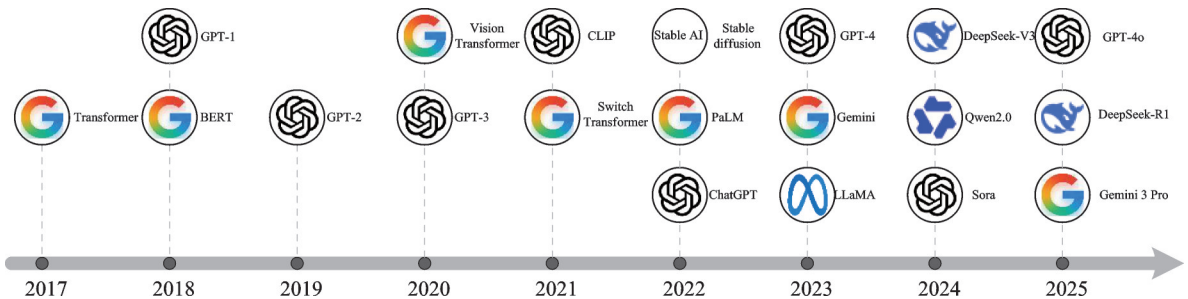 GPT-1
Vision
Transformer
CLIP
Stable AI
Stable
diffusion
GPT-4
DeepSeek-V3
GPT-4o
Transformer
BERT
GPT-2
GPT-3
Switch
Transformer
PaLM
Gemini
Qwen2.0
DeepSeek-R1
ChatGPT
LLaMA
Sora
Gemini 3 Pro
2017
2018
2019
2020
2021
2022
2023
2024
2025